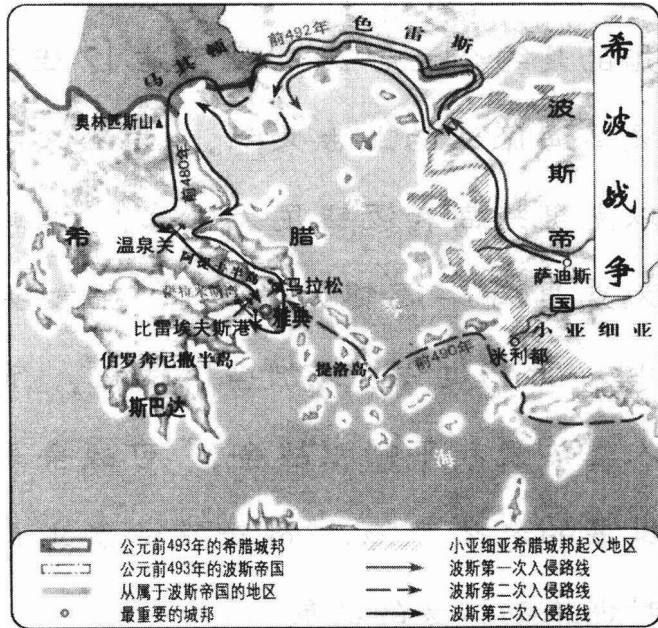 希波战争
马其顿
前492年
色雷斯
波斯帝国
奥林匹斯山
前480年
希腊
温泉关
阿提卡半岛
马拉松
萨迪斯
比雷埃夫斯港
雅典
小亚细亚
米利都
前490年
伯罗奔尼撒半岛
提洛岛
斯巴达
海
公元前493年的希腊城邦
公元前493年的波斯帝国
从属于波斯帝国的地区
最重要的城邦
小亚细亚希腊城邦起义地区
波斯第一次入侵路线
波斯第二次入侵路线
波斯第三次入侵路线